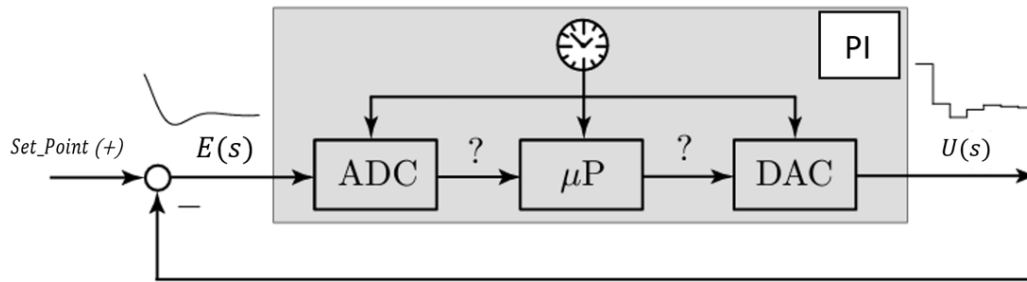 PI
Set_Point (+)
E(s)
ADC
?
μP
?
DAC
U(s)
−